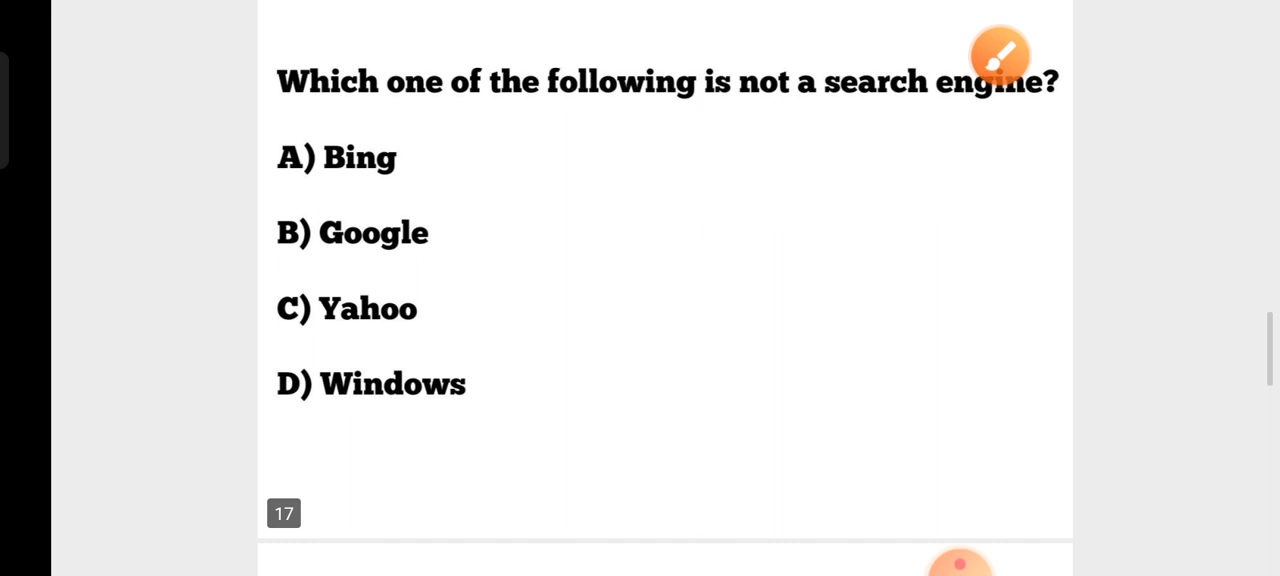 Which one of the following is not a search engine?
A) Bing
B) Google
C) Yahoo
D) Windows
17